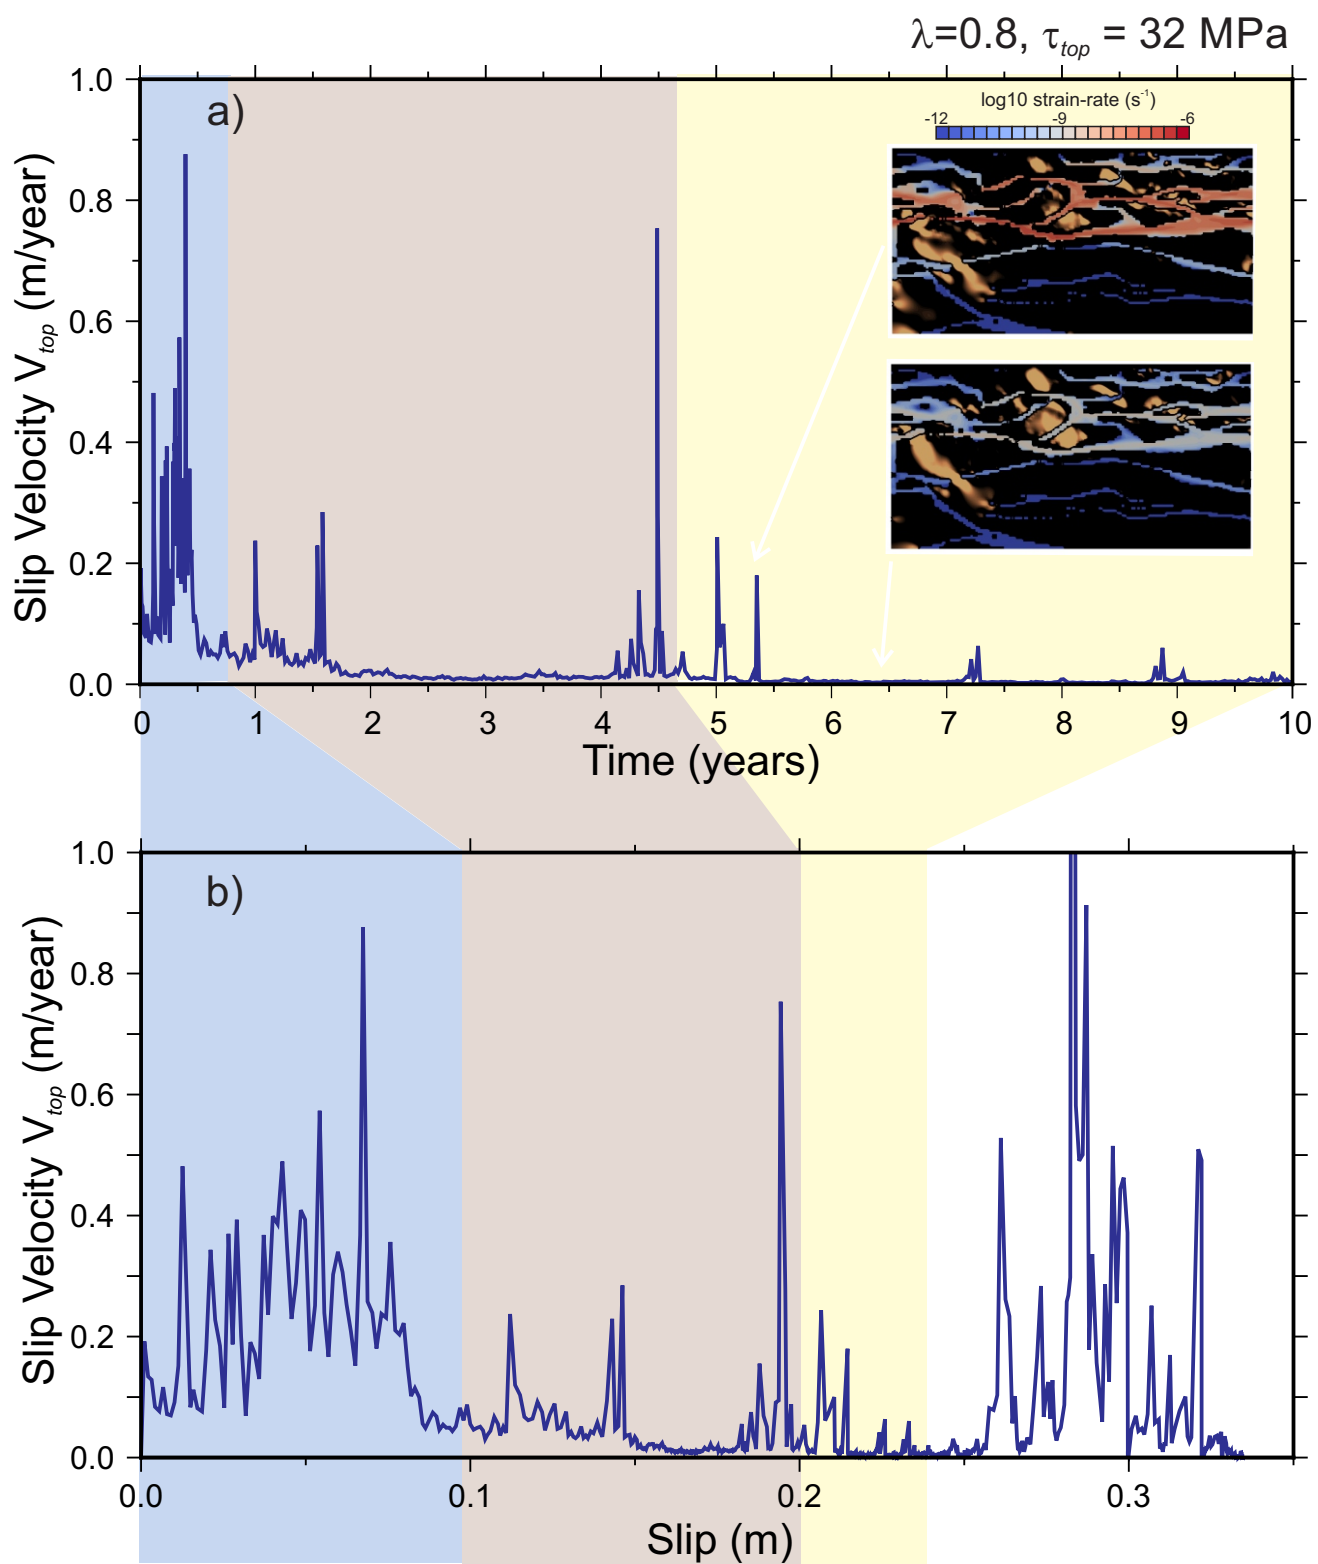 λ=0.8, τtop = 32 MPa
a)
log10 strain-rate (s-1)
-12 -9 -6
1.0
0.8
0.6
0.4
0.2
0.0
Slip Velocity Vtop (m/year)
0 1 2 3 4 5 6 7 8 9 10
Time (years)
b)
1.0
0.8
0.6
0.4
0.2
0.0
Slip Velocity Vtop (m/year)
0.0 0.1 0.2 0.3
Slip (m)